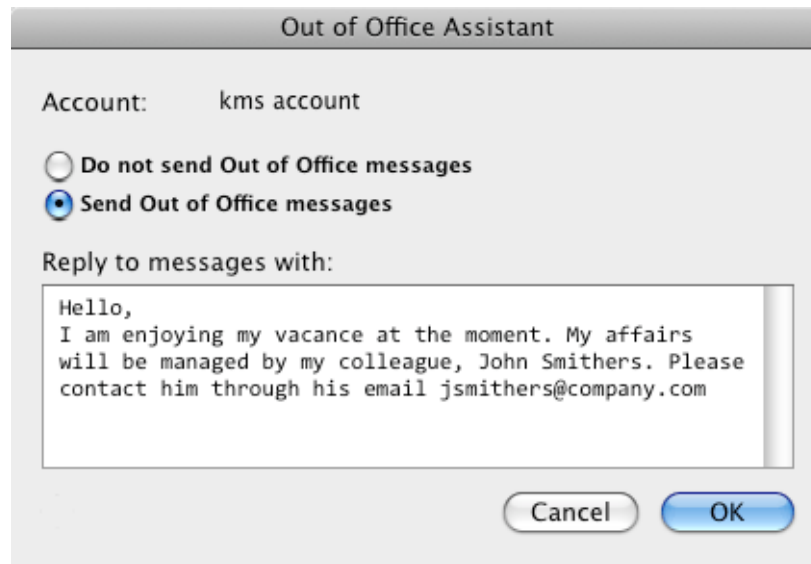 Out of Office Assistant
Account: kms account
Do not send Out of Office messages
Send Out of Office messages
Reply to messages with:
Hello,
I am enjoying my vacance at the moment. My affairs
will be managed by my colleague, John Smithers. Please
contact him through his email jsmithers@company.com
Cancel OK